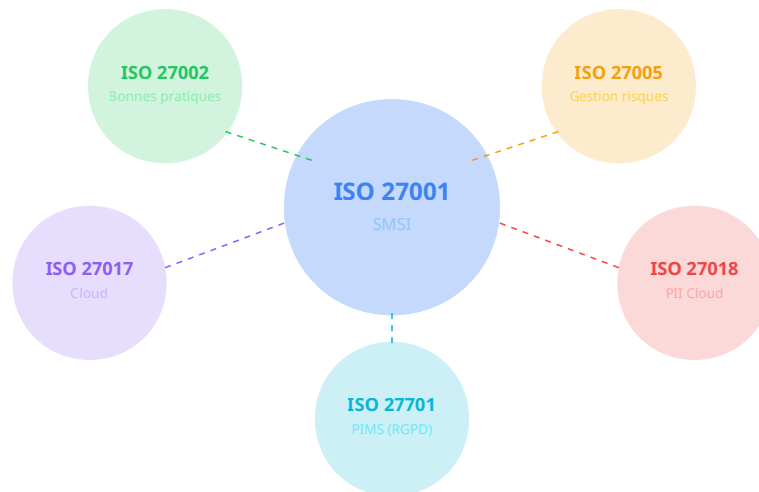 ISO 27002
Bonnes pratiques
ISO 27005
Gestion risques
ISO 27001
SMSI
ISO 27017
Cloud
ISO 27018
PII Cloud
ISO 27701
PIMS (RGPD)